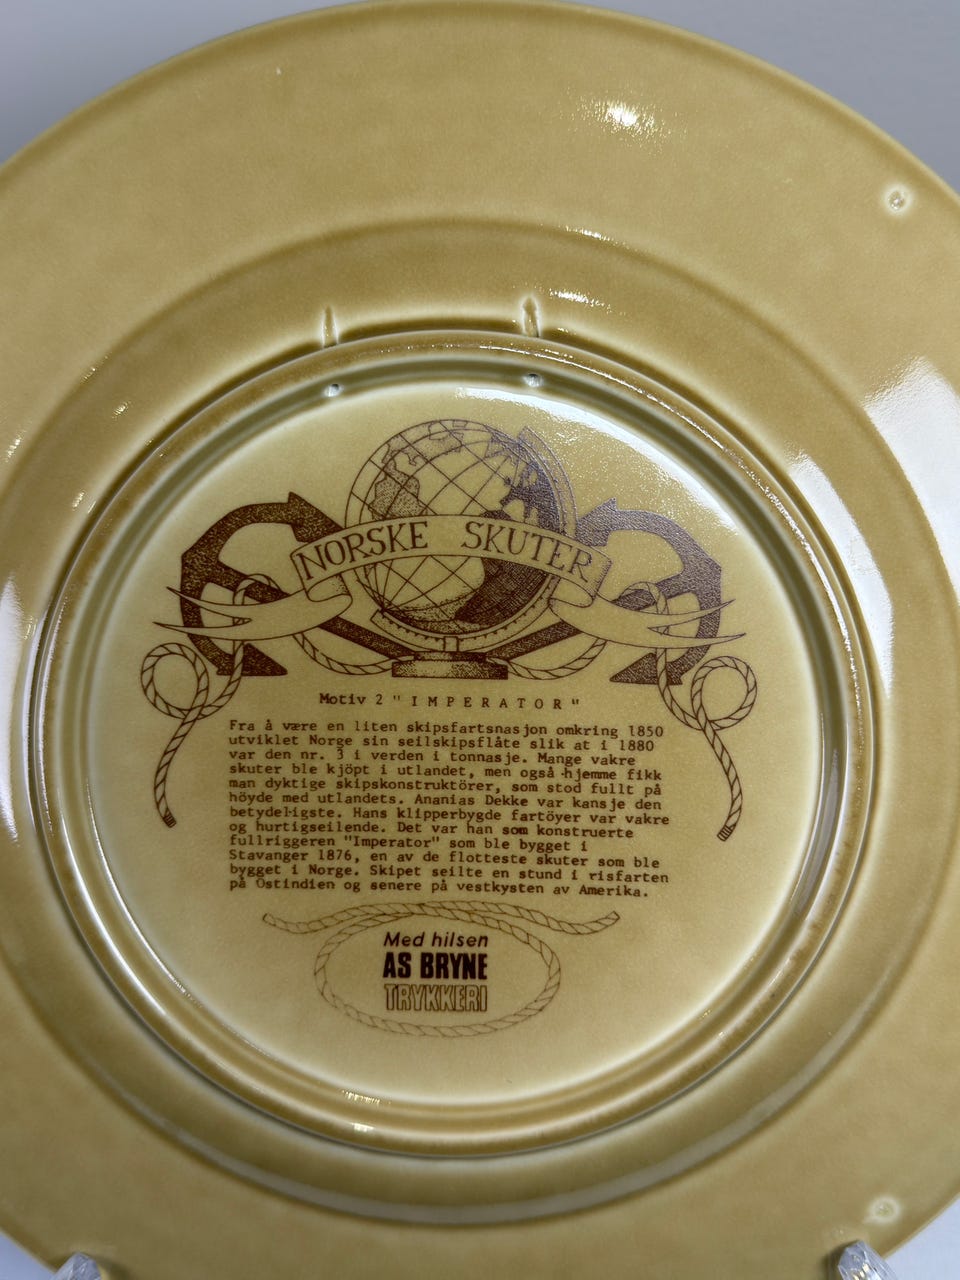 NORSKE SKUTER
Motiv 2 "IMPERATOR"
Fra å være en liten skipsfartsnasjon omkring 1850
utviklet Norge sin seilskipsflåte slik at i 1880
var den nr. 3 i verden i tonnasje. Mange vakre
skuter ble kjöpt i utlandet, men også hjemme fikk
man dyktige skipskonstruktörer, som stod fullt på
höyde med utlandets. Ananias Dekke var kansje den
betydeligste. Hans klipperbygde fartöyer var vakre
og hurtigseilende. Det var han som konstruerte
fullriggeren "Imperator" som ble bygget i
Stavanger 1876, en av de flotteste skuter som ble
bygget i Norge. Skipet seilte en stund i risfarten
på Ostindien og senere på vestkysten av Amerika.
Med hilsen
AS BRYNE
TRYKKERI